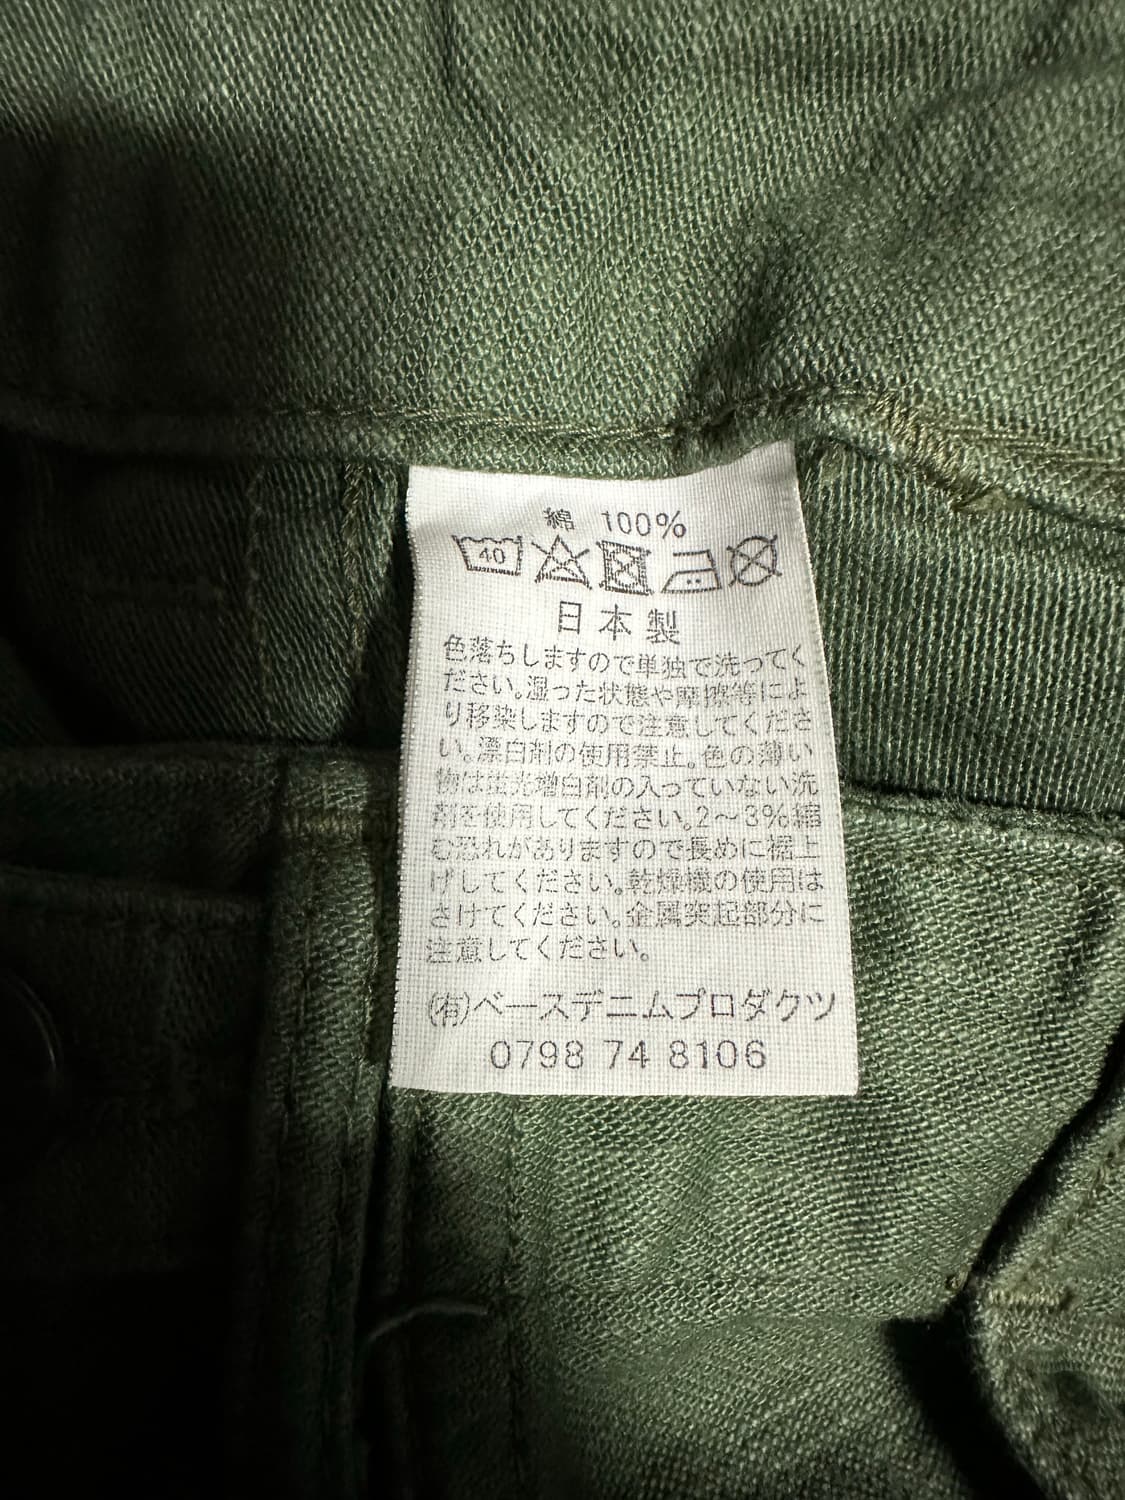 綿 100%
40
日本製
色落ちしますので単独で洗ってく
ださい。湿った状態や摩擦等によ
り移染しますので注意してくださ
い。漂白剤の使用禁止。色の薄い
物は蛍光増白剤の入っていない洗
剤を使用してください。2〜3%縮
む恐れがありますので長めに裾上
げしてください。乾燥機の使用は
さけてください。金属突起部分に
注意してください。
(有)ベースデニムプロダクツ
0798 74 8106